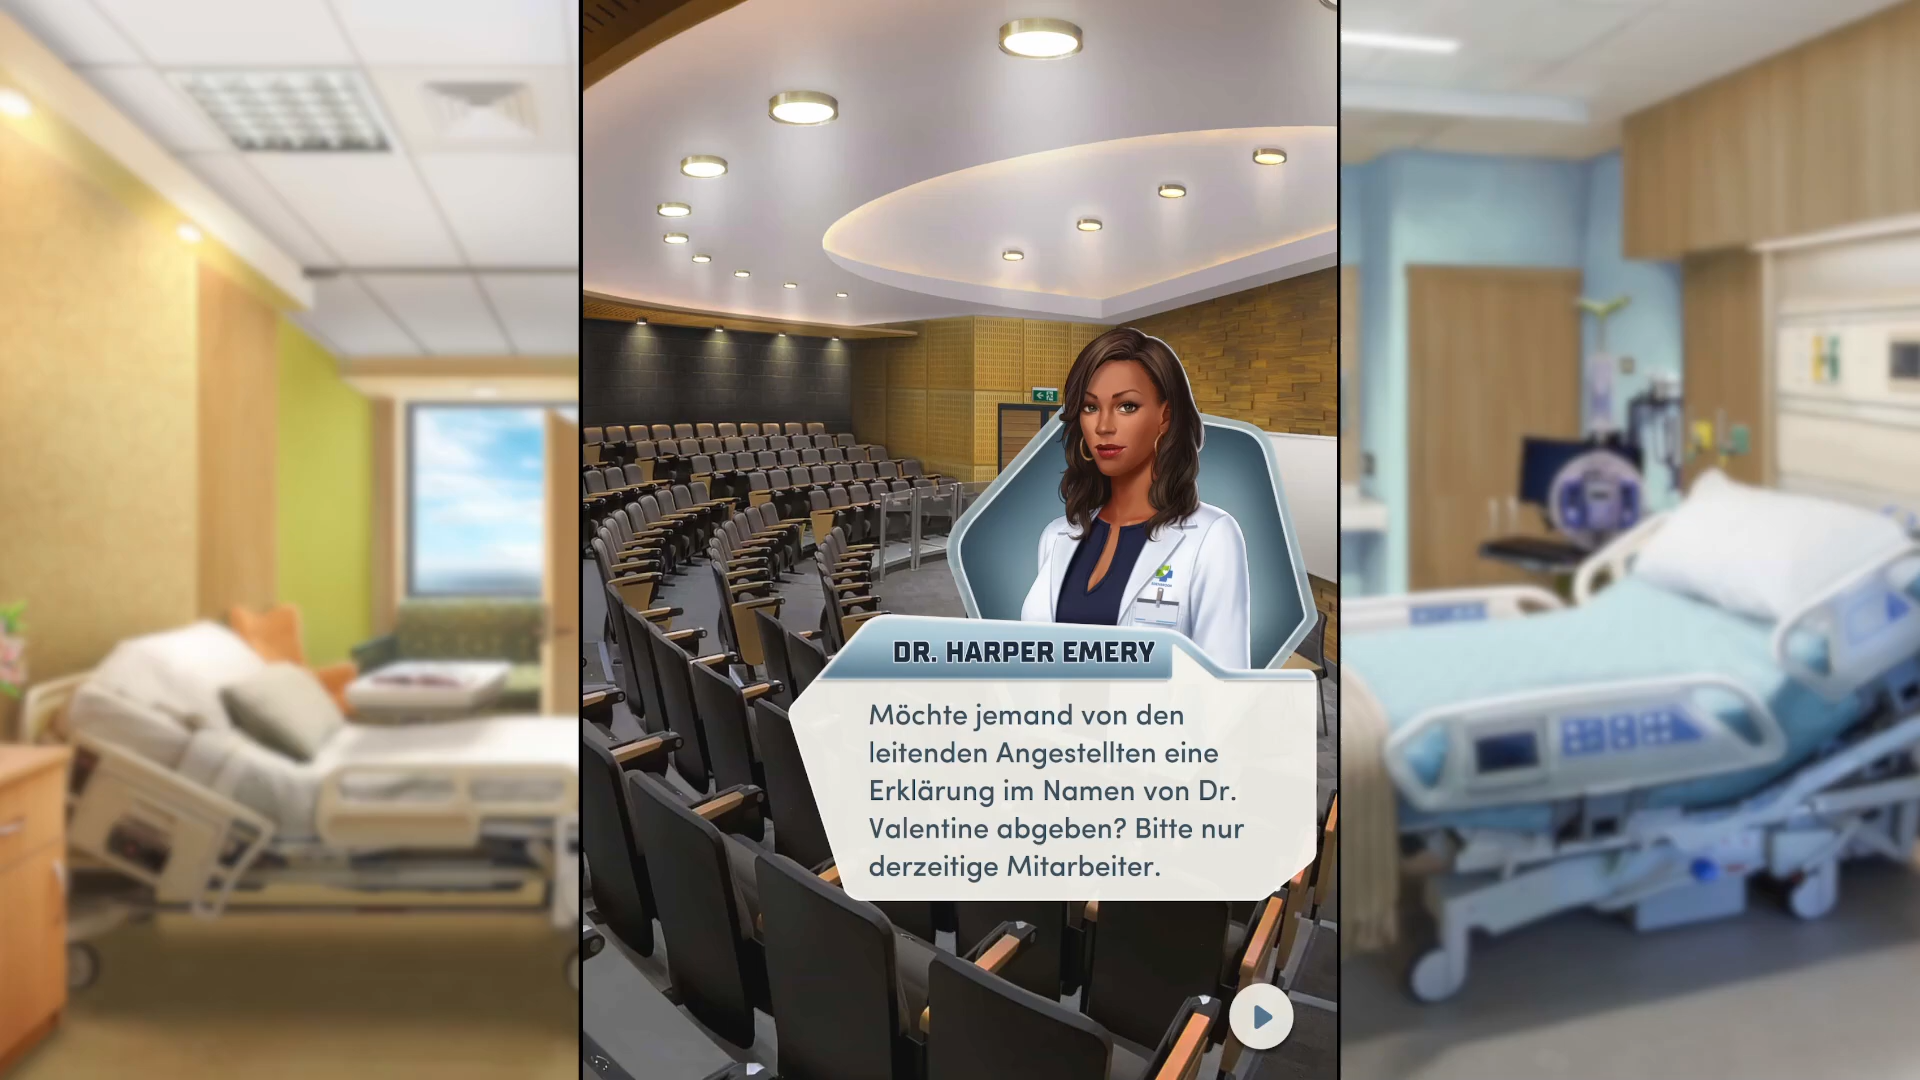 DR. HARPER EMERY
Möchte jemand von den
leitenden Angestellten eine
Erklärung im Namen von Dr.
Valentine abgeben? Bitte nur
derzeitige Mitarbeiter.